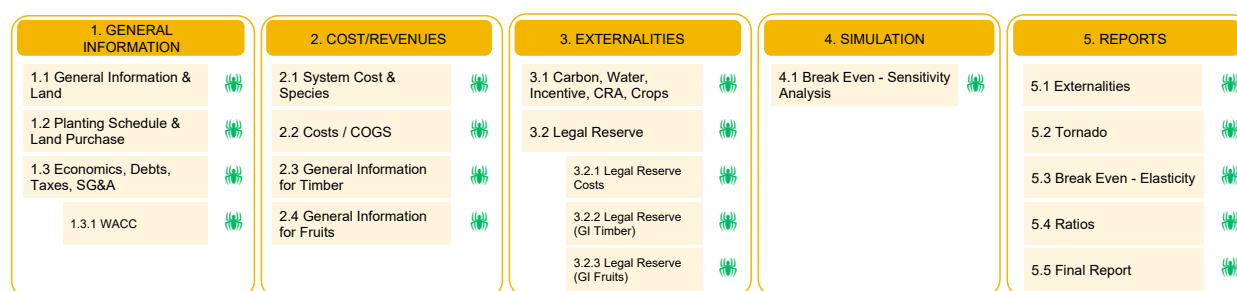 1. GENERAL
INFORMATION
1.1 General Information &
Land
1.2 Planting Schedule &
Land Purchase
1.3 Economics, Debts,
Taxes, SG&A
1.3.1 WACC
2. COST/REVENUES
2.1 System Cost &
Species
2.2 Costs / COGS
2.3 General Information
for Timber
2.4 General Information
for Fruits
3. EXTERNALITIES
3.1 Carbon, Water,
Incentive, CRA, Crops
3.2 Legal Reserve
3.2.1 Legal Reserve
Costs
3.2.2 Legal Reserve
(GI Timber)
3.2.3 Legal Reserve
(GI Fruits)
4. SIMULATION
4.1 Break Even - Sensitivity
Analysis
5. REPORTS
5.1 Externalities
5.2 Tornado
5.3 Break Even - Elasticity
5.4 Ratios
5.5 Final Report